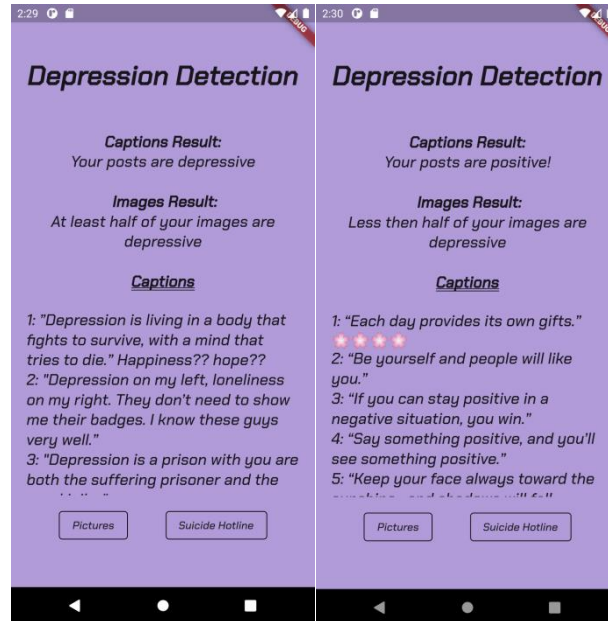 2:29
DEBUG
Depression Detection
Captions Result:
Your posts are depressive
Images Result:
At least half of your images are
depressive
Captions
1: "Depression is living in a body that
fights to survive, with a mind that
tries to die." Happiness?? hope??
2: "Depression on my left, loneliness
on my right. They don't need to show
me their badges. I know these guys
very well."
3: "Depression is a prison with you are
both the suffering prisoner and the
Pictures
Suicide Hotline
2:30
DEBUG
Depression Detection
Captions Result:
Your posts are positive!
Images Result:
Less then half of your images are
depressive
Captions
1: “Each day provides its own gifts.”
🌸🌸🌸🌸
2: “Be yourself and people will like
you.”
3: “If you can stay positive in a
negative situation, you win.”
4: “Say something positive, and you’ll
see something positive.”
5: “Keep your face always toward the
sunshine and shadows will fall
Pictures
Suicide Hotline